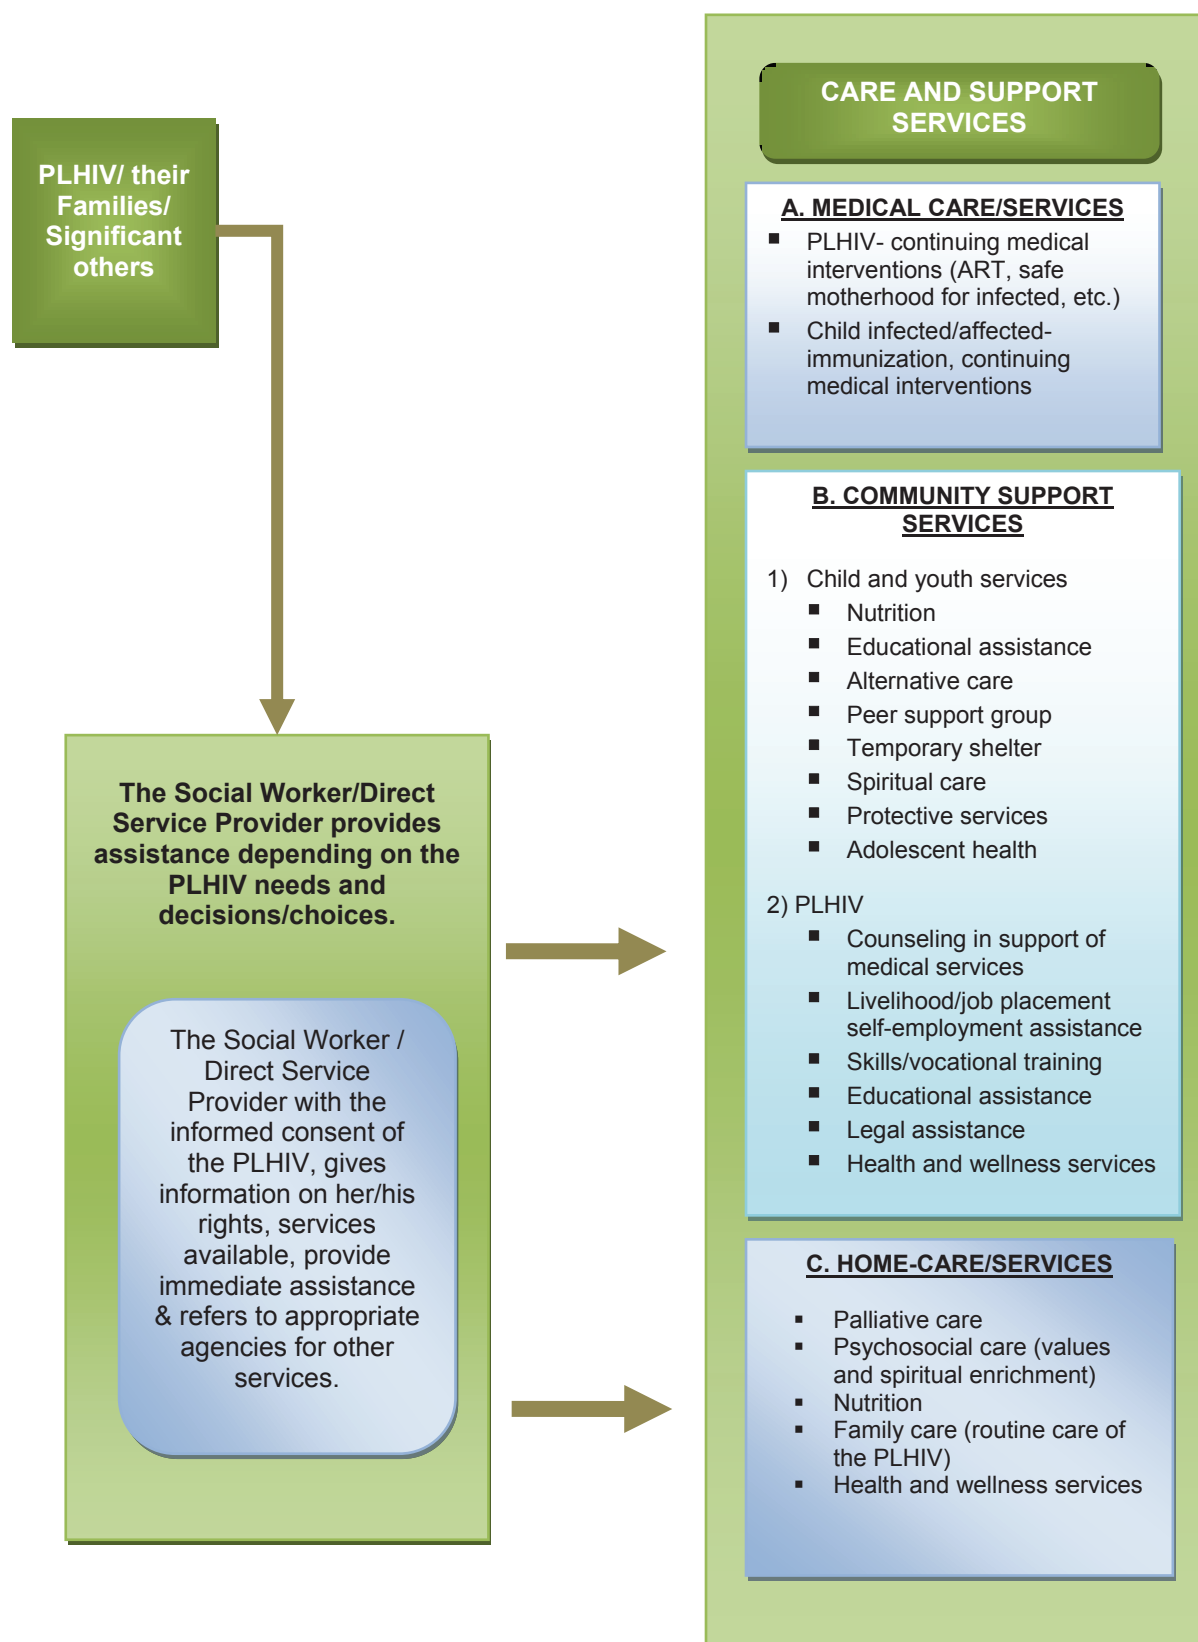 PLHIV/ their
Families/
Significant
others
The Social Worker/Direct
Service Provider provides
assistance depending on the
PLHIV needs and
decisions/choices.
The Social Worker /
Direct Service
Provider with the
informed consent of
the PLHIV, gives
information on her/his
rights, services
available, provide
immediate assistance
& refers to appropriate
agencies for other
services.
CARE AND SUPPORT
SERVICES
A. MEDICAL CARE/SERVICES
▪ PLHIV- continuing medical
interventions (ART, safe
motherhood for infected, etc.)
▪ Child infected/affected-
immunization, continuing
medical interventions
B. COMMUNITY SUPPORT
SERVICES
1) Child and youth services
▪ Nutrition
▪ Educational assistance
▪ Alternative care
▪ Peer support group
▪ Temporary shelter
▪ Spiritual care
▪ Protective services
▪ Adolescent health
2) PLHIV
▪ Counseling in support of
medical services
▪ Livelihood/job placement
self-employment assistance
▪ Skills/vocational training
▪ Educational assistance
▪ Legal assistance
▪ Health and wellness services
C. HOME-CARE/SERVICES
▪ Palliative care
▪ Psychosocial care (values
and spiritual enrichment)
▪ Nutrition
▪ Family care (routine care of
the PLHIV)
▪ Health and wellness services